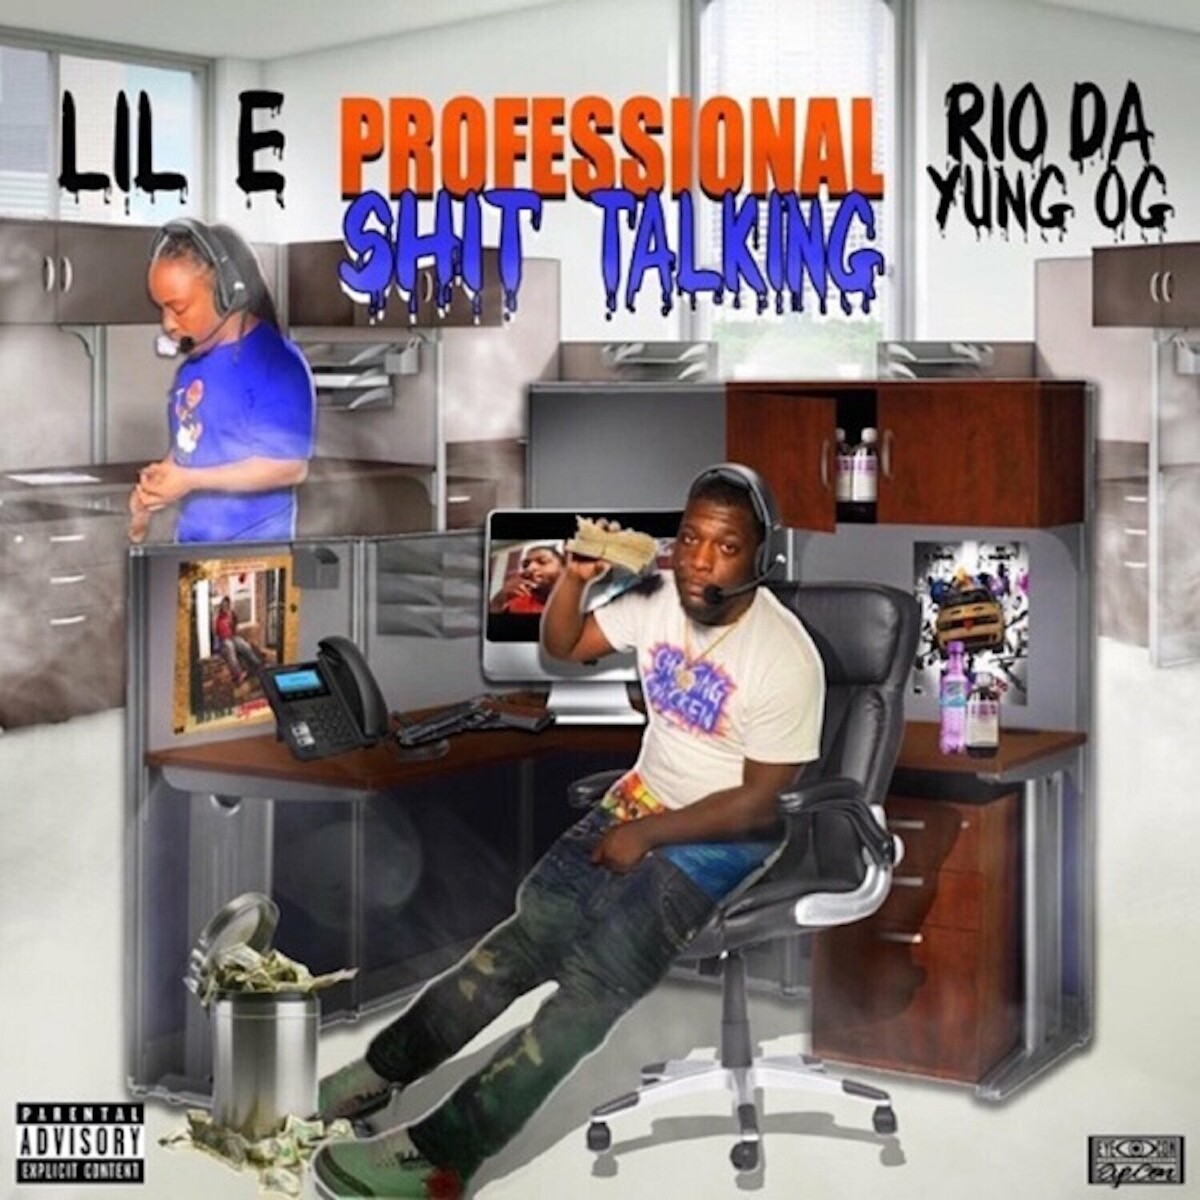 LIL E
PROFESSIONAL
SHIT TALKING
RIO DA
YUNG OG
PARENTAL
ADVISORY
EXPLICIT CONTENT